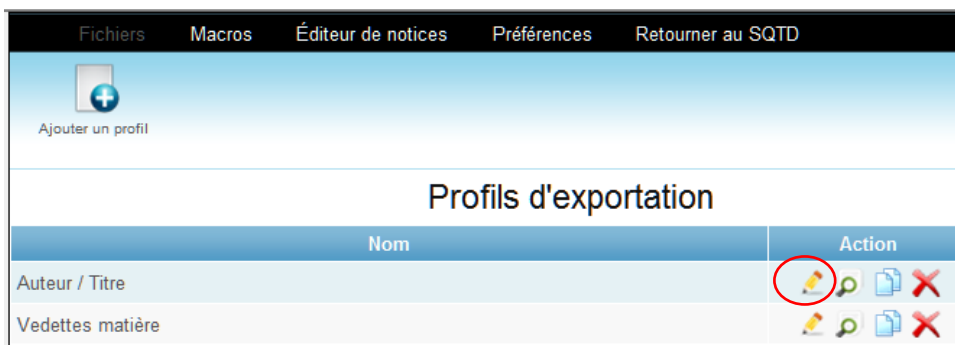 Fichiers Macros Éditeur de notices Préférences Retourner au SQTD
Ajouter un profil
Profils d'exportation
Nom Action
Auteur / Titre
Vedettes matière